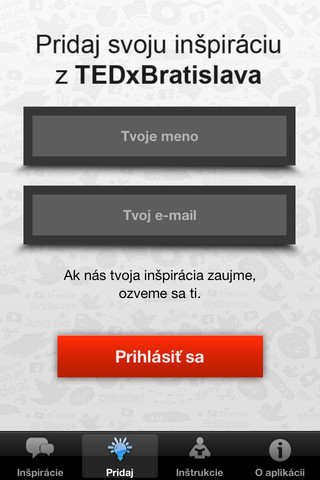 Pridaj svoju inšpiráciu
z TEDxBratislava
Tvoje meno
Tvoj e-mail
Ak nás tvoja inšpirácia zaujme,
ozveme sa ti.
Prihlásiť sa
Inšpirácie
Pridaj
Inštrukcie
O aplikácii